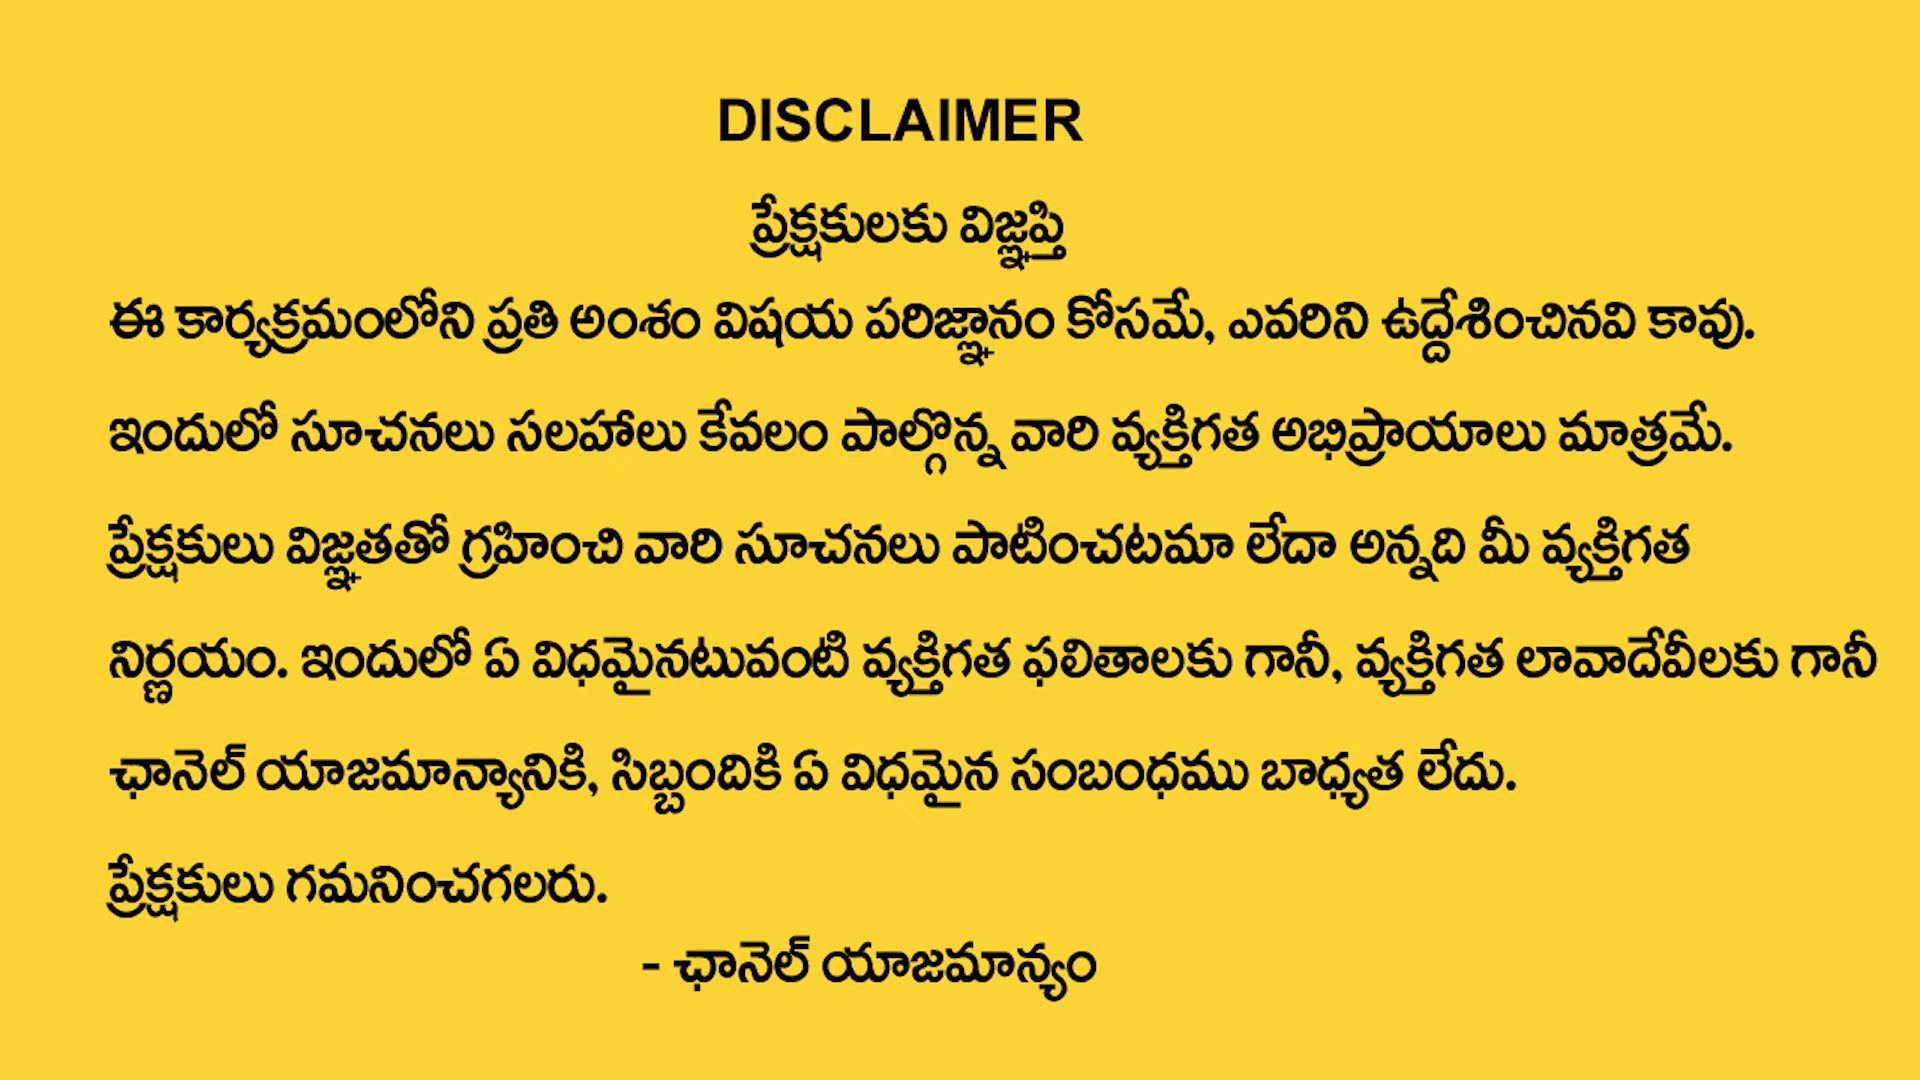 DISCLAIMER
ప్రేక్షకులకు విజ్ఞప్తి
ఈ కార్యక్రమంలోని ప్రతి అంశం విషయ పరిజ్ఞానం కోసమే, ఎవరిని ఉద్దేశించినవి కావు.
ఇందులో సూచనలు సలహాలు కేవలం పాల్గొన్న వారి వ్యక్తిగత అభిప్రాయాలు మాత్రమే.
ప్రేక్షకులు విజ్ఞతతో గ్రహించి వారి సూచనలు పాటించటమా లేదా అన్నది మీ వ్యక్తిగత
నిర్ణయం. ఇందులో ఏ విధమైనటువంటి వ్యక్తిగత ఫలితాలకు గానీ, వ్యక్తిగత లావాదేవీలకు గానీ
ఛానెల్ యాజమాన్యానికి, సిబ్బందికి ఏ విధమైన సంబంధము బాధ్యత లేదు.
ప్రేక్షకులు గమనించగలరు.
- ఛానెల్ యాజమాన్యం